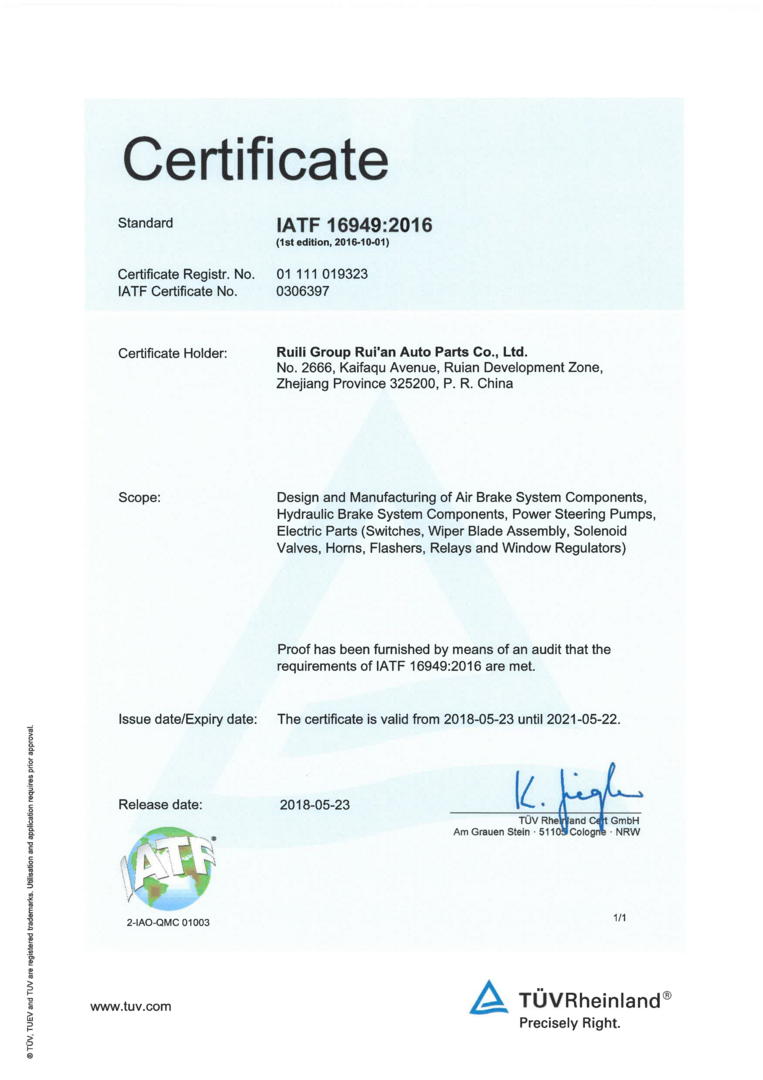 Certificate
Standard IATF 16949:2016
(1st edition, 2016-10-01)
Certificate Registr. No. 01 111 019323
IATF Certificate No. 0306397
Certificate Holder: Ruili Group Rui'an Auto Parts Co., Ltd.
No. 2666, Kaifaqu Avenue, Ruian Development Zone,
Zhejiang Province 325200, P. R. China
Scope: Design and Manufacturing of Air Brake System Components,
Hydraulic Brake System Components, Power Steering Pumps,
Electric Parts (Switches, Wiper Blade Assembly, Solenoid
Valves, Horns, Flashers, Relays and Window Regulators)
Proof has been furnished by means of an audit that the
requirements of IATF 16949:2016 are met.
Issue date/Expiry date: The certificate is valid from 2018-05-23 until 2021-05-22.
Release date: 2018-05-23
TÜV Rheinland Cert GmbH
Am Grauen Stein · 51105 Cologne · NRW
IATF®
2-IAO-QMC 01003
1/1
www.tuv.com
TÜVRheinland®
Precisely Right.
® TÜV, TUEV and TUV are registered trademarks. Utilisation and application requires prior approval.